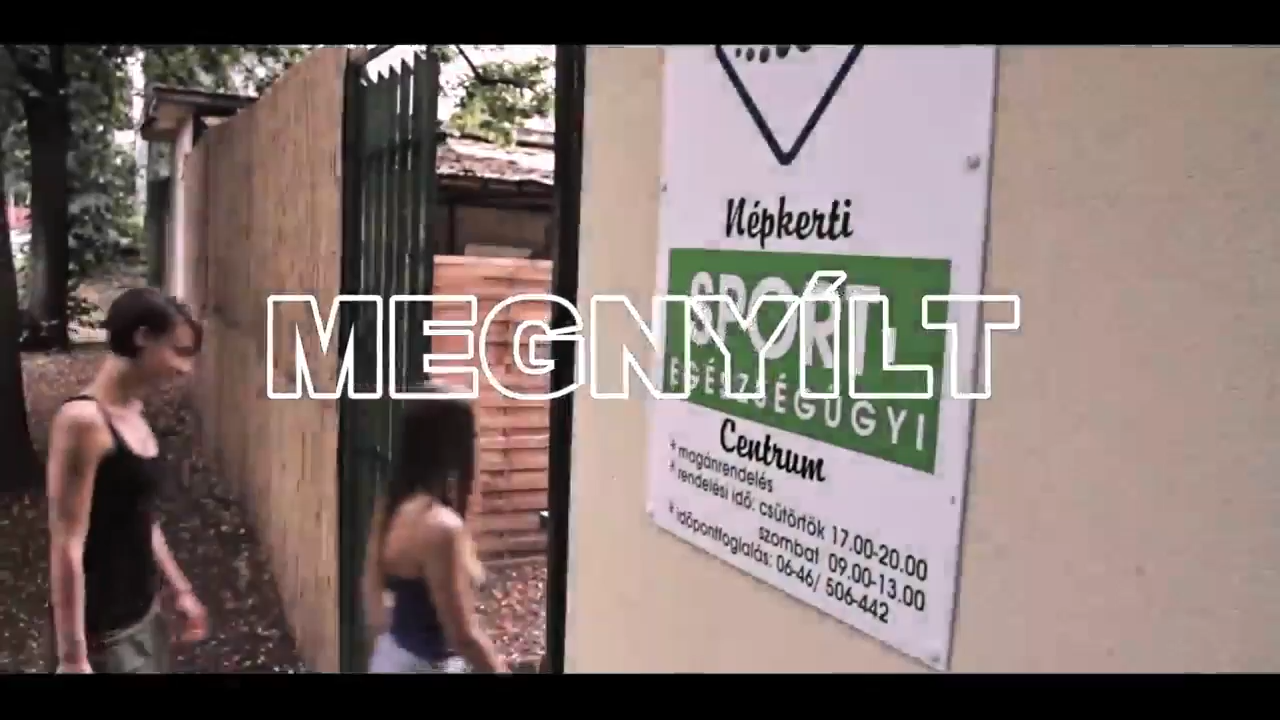 Népkerti
SPORT
EGÉSZSÉGÜGYI
MEGNYÍLT
Centrum
* magánrendelés
* rendelési idő: csütörtök 17.00-20.00
szombat 09.00-13.00
* időpontfoglalás: 06-46/ 506-442